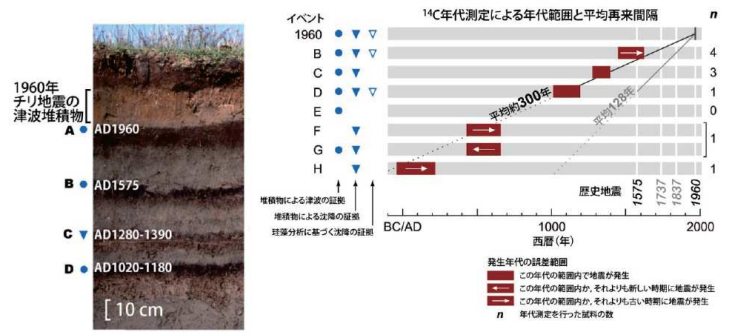 1960年
チリ地震の
津波堆積物
A AD1960
B AD1575
C AD1280-1390
D AD1020-1180
10 cm
イベント
14C年代測定による年代範囲と平均再来間隔
n
1960
B 4
C 3
D 1
E 0
F
G
1
H 1
平均約300年
平均128年
歴史地震
1575
1737
1837
1960
堆積物による津波の証拠
堆積物による沈降の証拠
珪藻分析に基づく沈降の証拠
BC/AD 1000 2000
西暦(年)
発生年代の誤差範囲
この年代の範囲内で地震が発生
この年代の範囲内か、それよりも新しい時期に地震が発生
この年代の範囲内か、それよりも古い時期に地震が発生
n 年代測定を行った試料の数